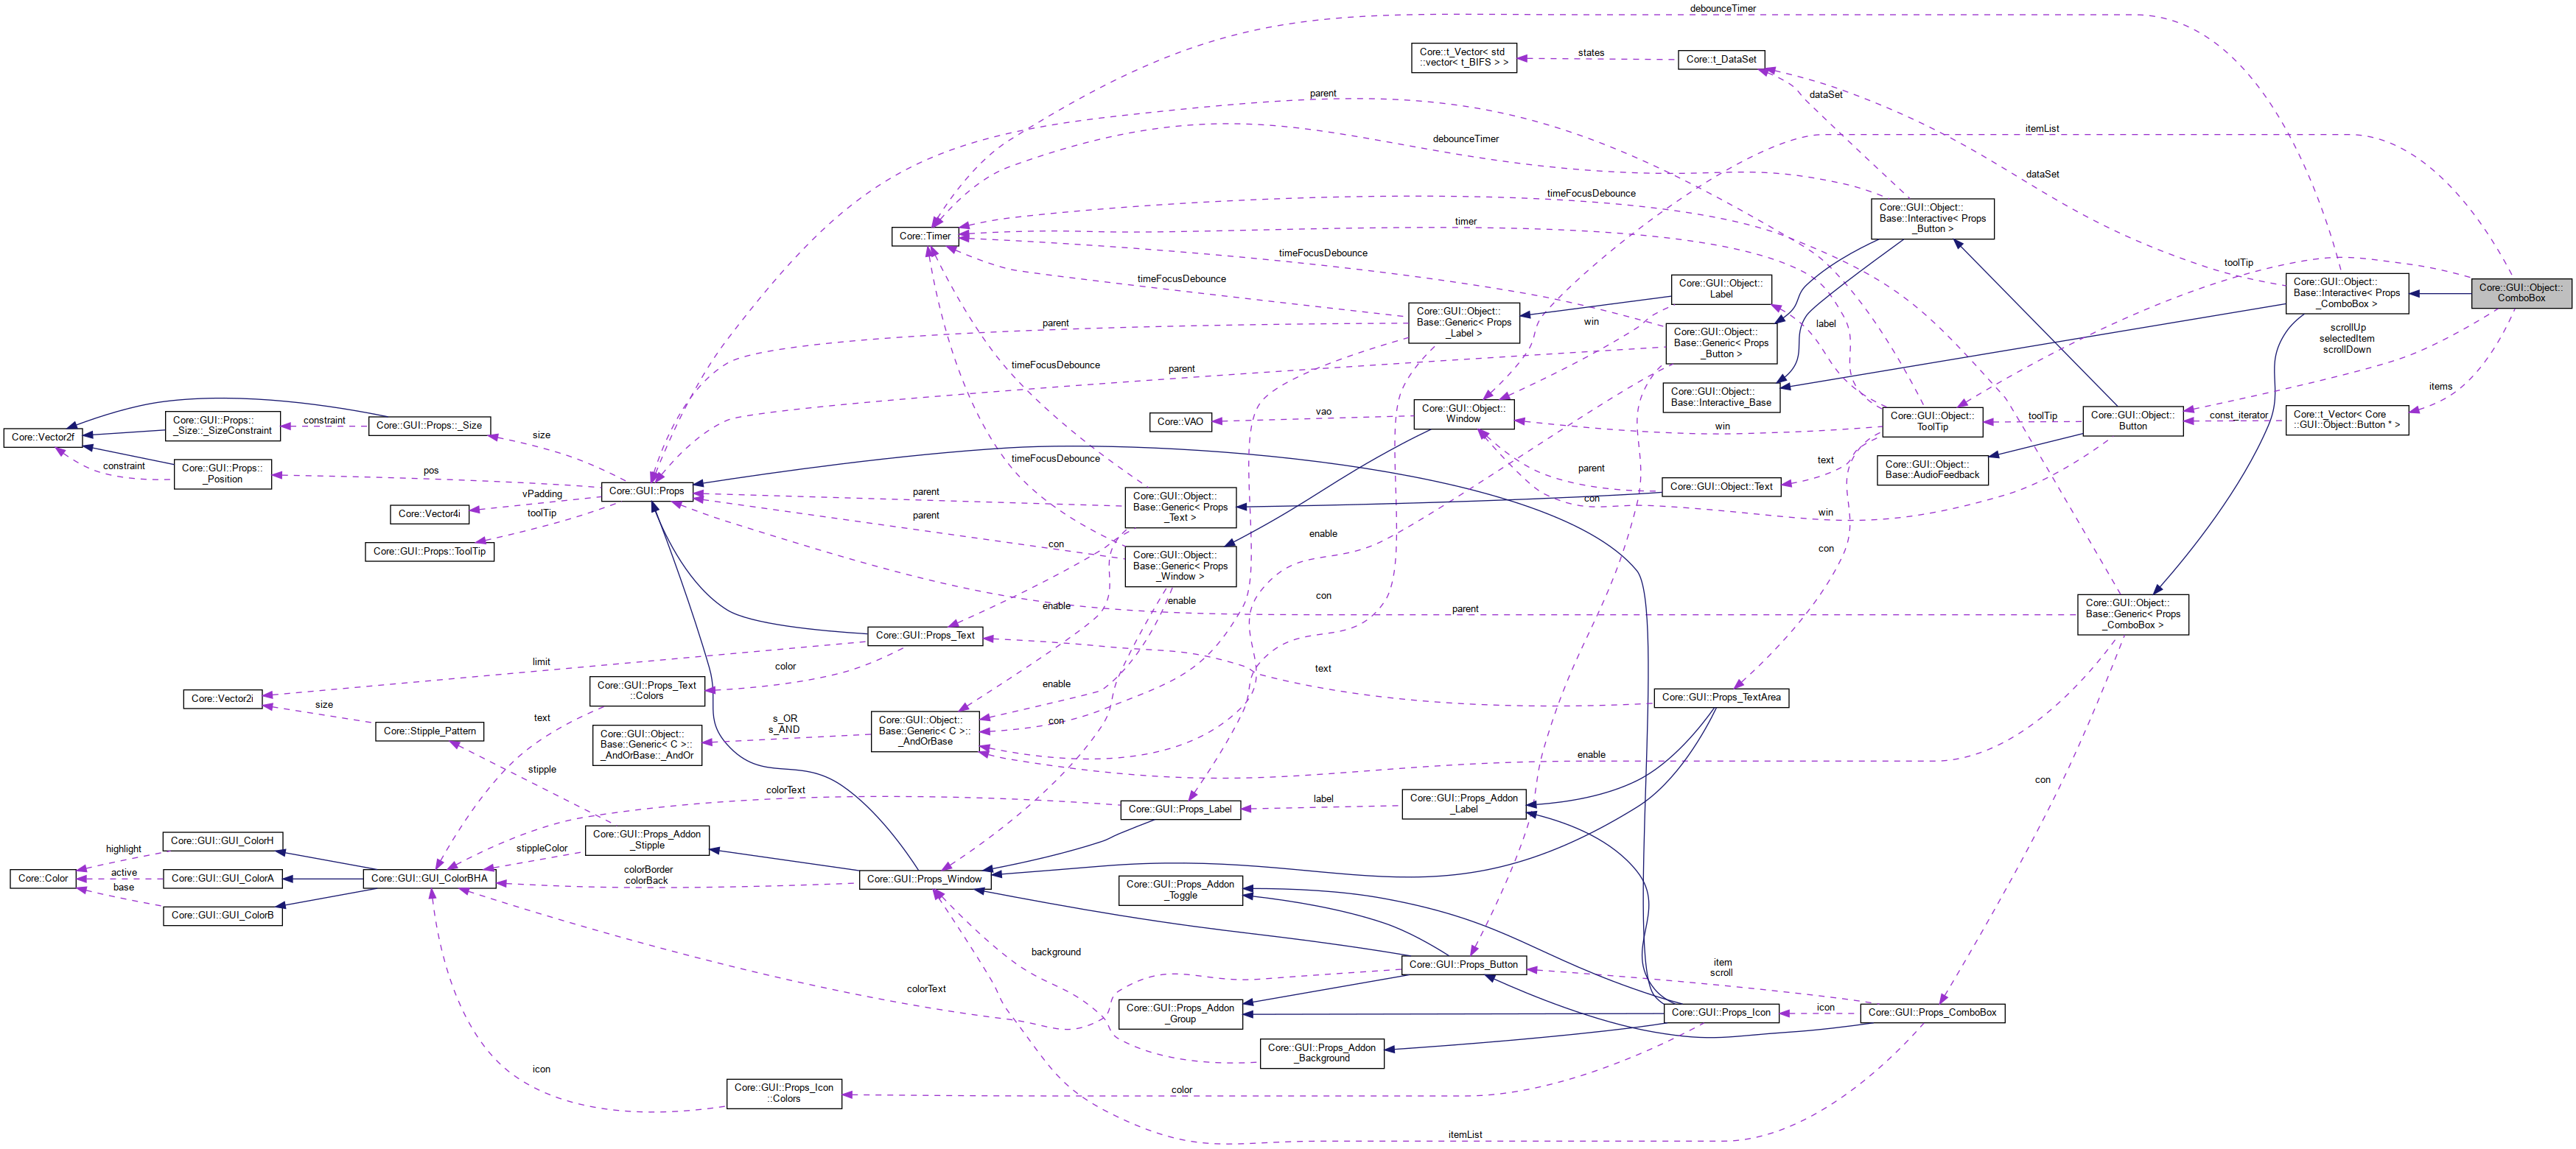 debounceTimer
Core::t_Vector< std
::vector< t_BIFS > >
states
Core::t_DataSet
parent
dataSet
debounceTimer
itemList
dataSet
timeFocusDebounce
Core::GUI::Object::
Base::Interactive< Props
_Button >
timer
Core::Timer
timeFocusDebounce
toolTip
timeFocusDebounce
Core::GUI::Object::
Label
Core::GUI::Object::
Base::Interactive< Props
_ComboBox >
Core::GUI::Object::
ComboBox
Core::GUI::Object::
Base::Generic< Props
_Label >
parent
win
label
Core::GUI::Object::
Base::Generic< Props
_Button >
scrollUp
selectedItem
scrollDown
timeFocusDebounce
parent
Core::GUI::Object::
Base::Interactive_Base
items
Core::GUI::Object::
Window
vao
Core::VAO
win
Core::GUI::Object::
ToolTip
toolTip
Core::GUI::Object::
Button
const_iterator
Core::t_Vector< Core
::GUI::Object::Button * >
Core::Vector2f
Core::GUI::Props::
_Size::_SizeConstraint
constraint
Core::GUI::Props::_Size
size
constraint
Core::GUI::Props::
_Position
pos
timeFocusDebounce
parent
text
Core::GUI::Object::
Base::AudioFeedback
Core::GUI::Props
vPadding
Core::Vector4i
toolTip
Core::GUI::Props::ToolTip
parent
parent
Core::GUI::Object::
Base::Generic< Props
_Text >
Core::GUI::Object::Text
con
win
con
enable
con
Core::GUI::Object::
Base::Generic< Props
_Window >
enable
enable
con
parent
Core::GUI::Object::
Base::Generic< Props
_ComboBox >
Core::GUI::Props_Text
limit
color
text
Core::Vector2i
size
Core::GUI::Props_Text
::Colors
enable
Core::GUI::Props_TextArea
text
Core::Stipple_Pattern
Core::GUI::Object::
Base::Generic< C >::
_AndOrBase::_AndOr
s_OR
s_AND
Core::GUI::Object::
Base::Generic< C >::
_AndOrBase
con
enable
stipple
colorText
con
Core::GUI::Props_Label
label
Core::GUI::Props_Addon
_Label
Core::GUI::GUI_ColorH
highlight
Core::GUI::Props_Addon
_Stipple
stippleColor
Core::Color
active
base
Core::GUI::GUI_ColorA
Core::GUI::GUI_ColorBHA
colorBorder
colorBack
Core::GUI::Props_Window
Core::GUI::GUI_ColorB
Core::GUI::Props_Addon
_Toggle
background
colorText
Core::GUI::Props_Button
item
scroll
Core::GUI::Props_Addon
_Group
Core::GUI::Props_Icon
icon
Core::GUI::Props_ComboBox
Core::GUI::Props_Addon
_Background
icon
Core::GUI::Props_Icon
::Colors
color
itemList